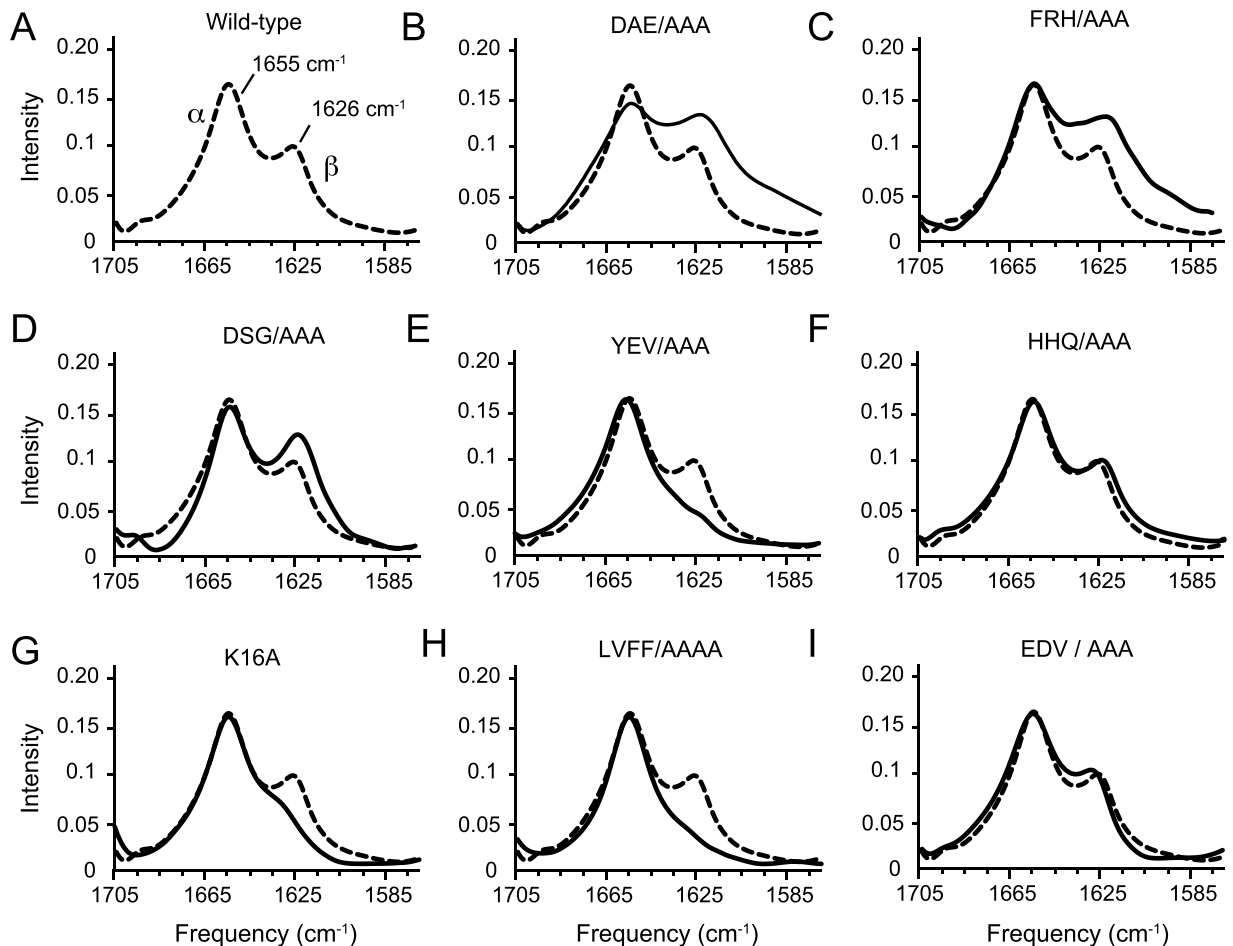 A Wild-type
B DAE/AAA
C FRH/AAA
0.20 0.20 0.20
1655 cm-1
0.15 α 1626 cm-1 0.15 0.15
Intensity
0.1 β 0.1 0.1
0.05 0.05 0.05
0 0 0
1705 1665 1625 1585 1705 1665 1625 1585 1705 1665 1625 1585
D DSG/AAA
E YEV/AAA
F HHQ/AAA
0.20 0.20 0.20
0.15 0.15 0.15
Intensity
0.1 0.1 0.1
0.05 0.05 0.05
0 0 0
1705 1665 1625 1585 1705 1665 1625 1585 1705 1665 1625 1585
G K16A
H LVFF/AAAA
I EDV / AAA
0.20 0.20 0.20
0.15 0.15 0.15
Intensity
0.1 0.1 0.1
0.05 0.05 0.05
0 0 0
1705 1665 1625 1585 1705 1665 1625 1585 1705 1665 1625 1585
Frequency (cm-1) Frequency (cm-1) Frequency (cm-1)